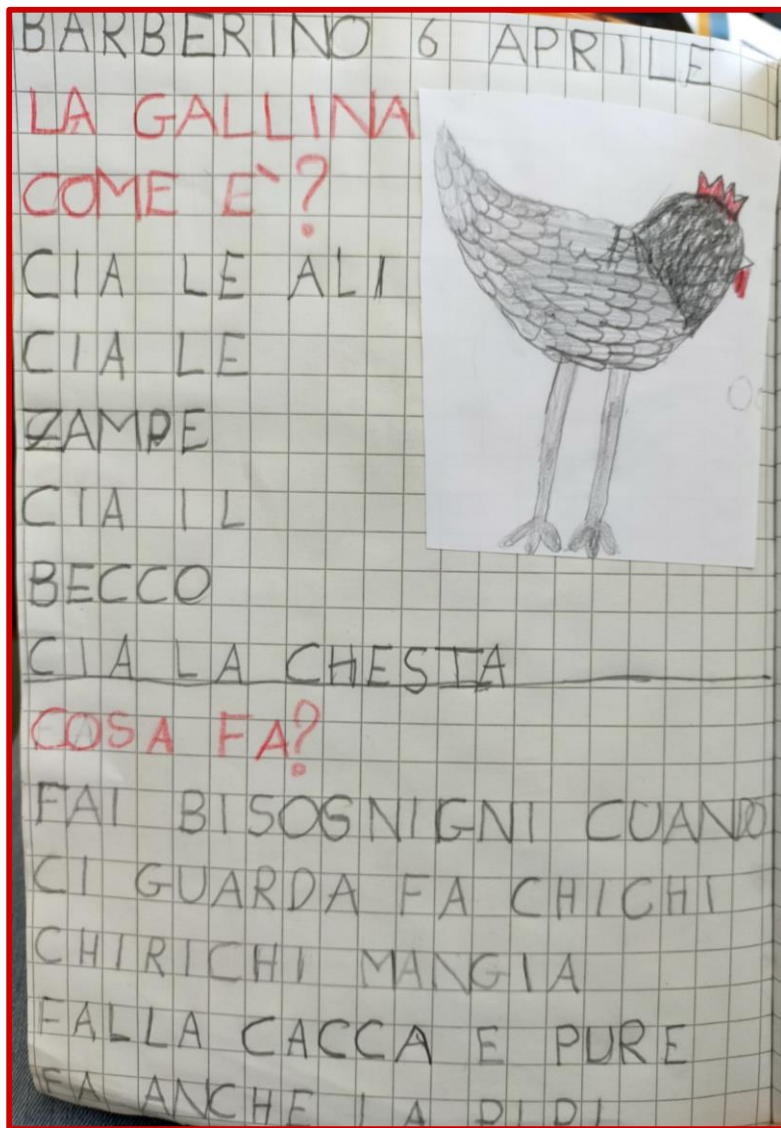 BARBERINO 6 APRILE
LA GALLINA
COME E`?
CIA LE ALI
CIA LE
ZAMPE
CIA IL
BECCO
CIA LA CHESTA
COSA FA?
FAI BISOGNIGNI CUANDO
CI GUARDA FA CHICHI
CHIRICHI MANGIA
FALLA CACCA E PURE
FA ANCHE LA PIPI